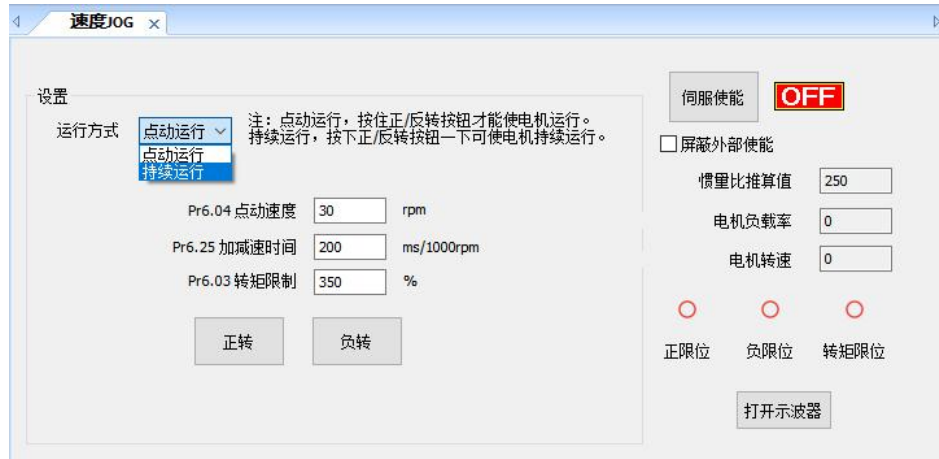 速度JOG
设置
运行方式
点动运行
注：点动运行，按住正/反转按钮才能使电机运行。
持续运行，按下正/反转按钮一下可使电机持续运行。
点动运行
持续运行
Pr6.04 点动速度 30 rpm
Pr6.25 加减速时间 200 ms/1000rpm
Pr6.03 转矩限制 350 %
正转 负转
伺服使能 OFF
屏蔽外部使能
惯量比推算值 250
电机负载率 0
电机转速 0
正限位 负限位 转矩限位
打开示波器